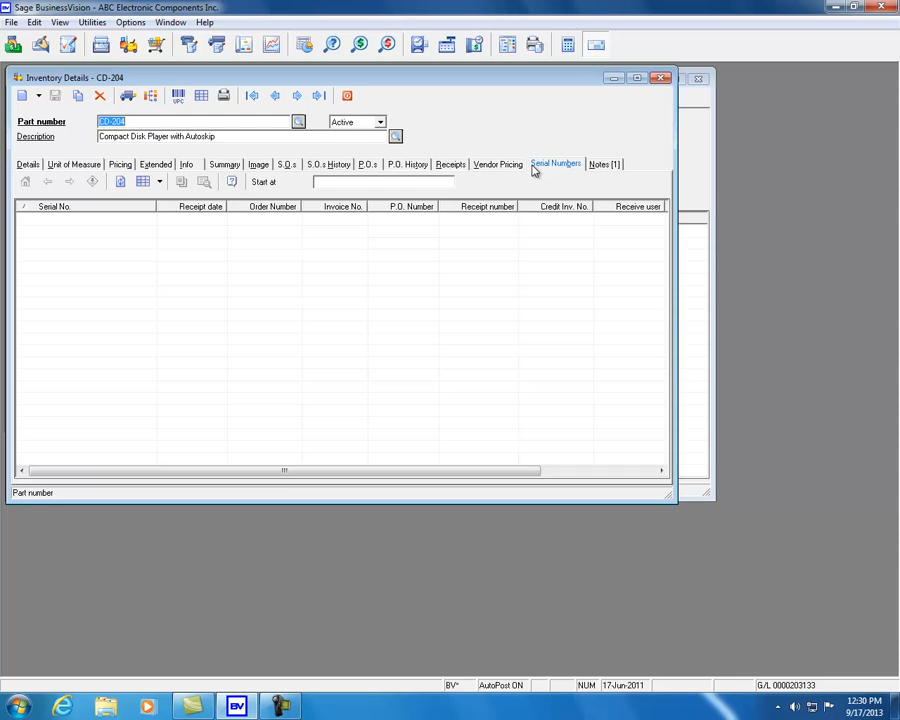 Sage BusinessVision - ABC Electronic Components Inc.
File Edit View Utilities Options Window Help
Inventory Details - CD-204
UPC
Part number CD-204 Active
Description Compact Disk Player with Autoskip
Details Unit of Measure Pricing Extended Info Summary Image S.O.s S.O.s History P.O.s P.O. History Receipts Vendor Pricing Serial Numbers Notes [1]
Start at
Serial No. Receipt date Order Number Invoice No. P.O. Number Receipt number Credit Inv. No. Receive user
Part number
BV* AutoPost ON NUM 17-Jun-2011 G/L 0000203133
BV
12:30 PM
9/17/2013